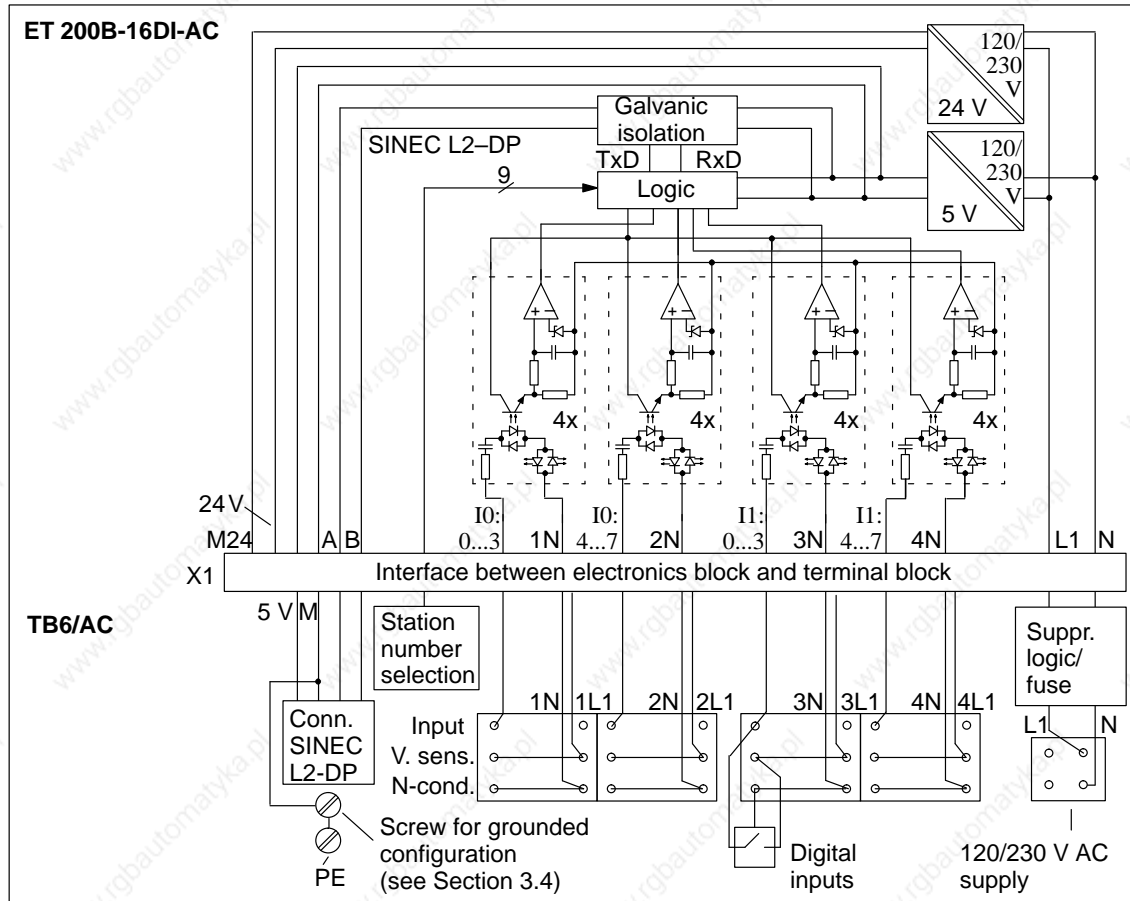 ET 200B-16DI-AC
120/
230
V
24 V
Galvanic
isolation
SINEC L2–DP
TxD RxD
120/
230
V
5 V
9
Logic
+ − + − + − + −
4x 4x 4x 4x
24 V
I0: I0: I1: I1:
M24 A B 0...3 1N 4...7 2N 0...3 3N 4...7 4N L1 N
X1 Interface between electronics block and terminal block
5 V M
TB6/AC
Station
number
selection
Suppr.
logic/
fuse
1N 1L1 2N 2L1 3N 3L1 4N 4L1
Conn.
SINEC
L2-DP
Input
V. sens.
N-cond.
L1 N
Screw for grounded
configuration
(see Section 3.4)
PE
Digital
inputs
120/230 V AC
supply
www.rgbautomatyka.pl